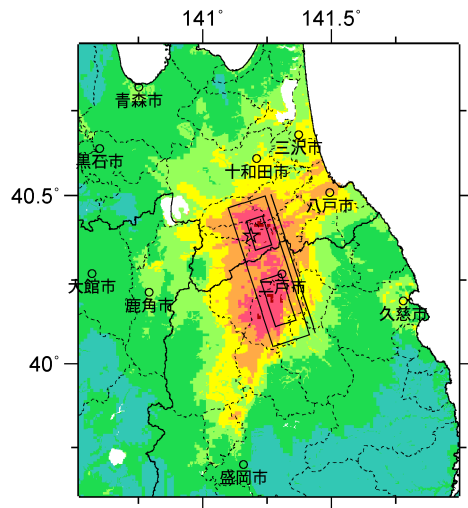 141° 141.5°
青森市
三沢市
黒石市
十和田市
40.5°
八戸市
大館市
二戸市
鹿角市
久慈市
40°
盛岡市